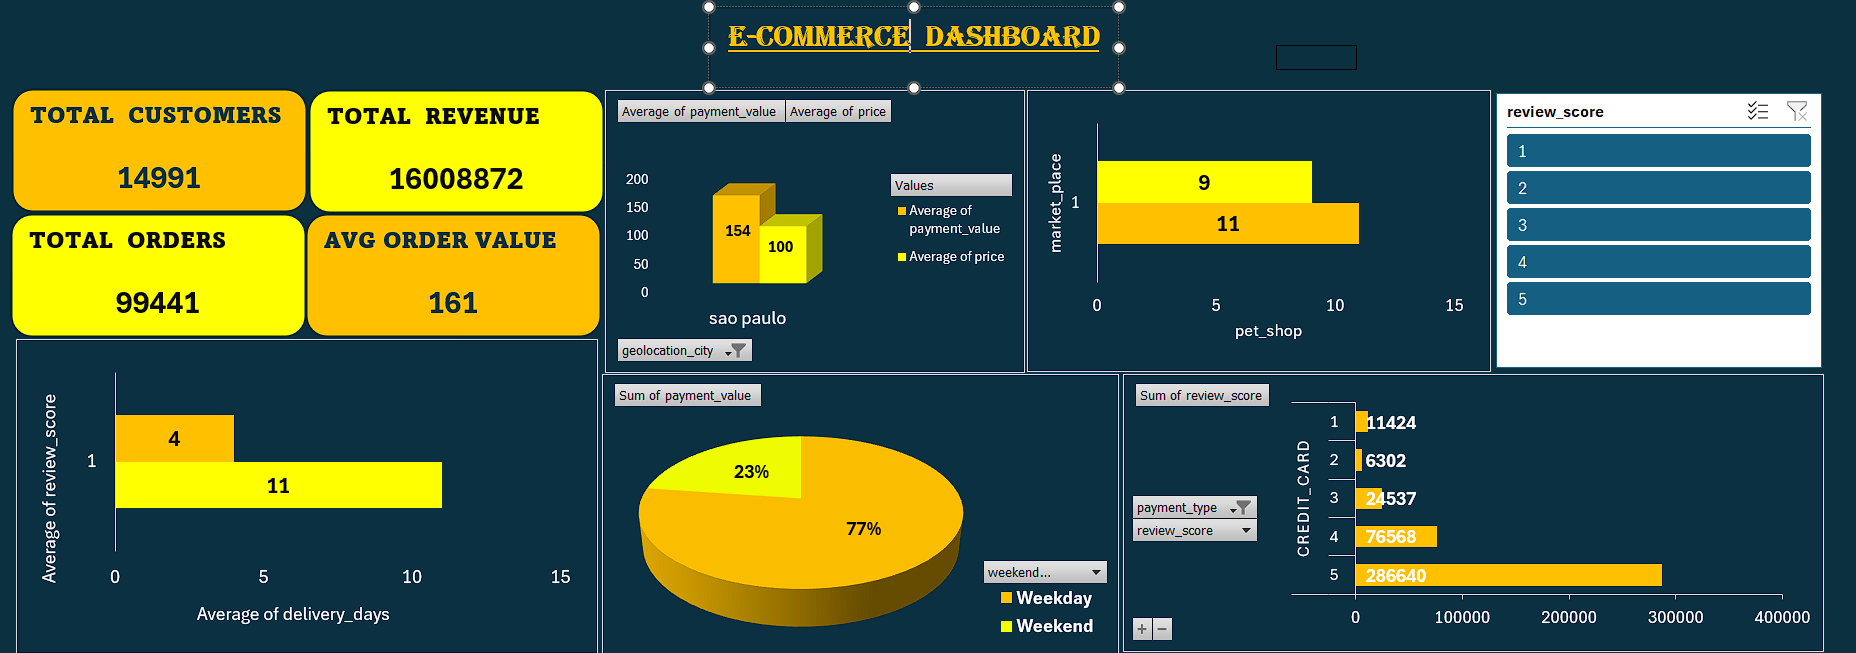 E-COMMERCE DASHBOARD
TOTAL CUSTOMERS
14991
TOTAL REVENUE
16008872
TOTAL ORDERS
99441
AVG ORDER VALUE
161
Average of payment_value
Average of price
200
150
100
50
0
154
100
sao paulo
Values
Average of
payment_value
Average of price
geolocation_city
market_place
1
9
11
0 5 10 15
pet_shop
review_score
1
2
3
4
5
Average of review_score
1
4
11
0 5 10 15
Average of delivery_days
Sum of payment_value
23%
77%
weekend...
Weekday
Weekend
Sum of review_score
payment_type
review_score
CREDIT_CARD
1 11424
2 6302
3 24537
4 76568
5 286640
0 100000 200000 300000 400000
+ −